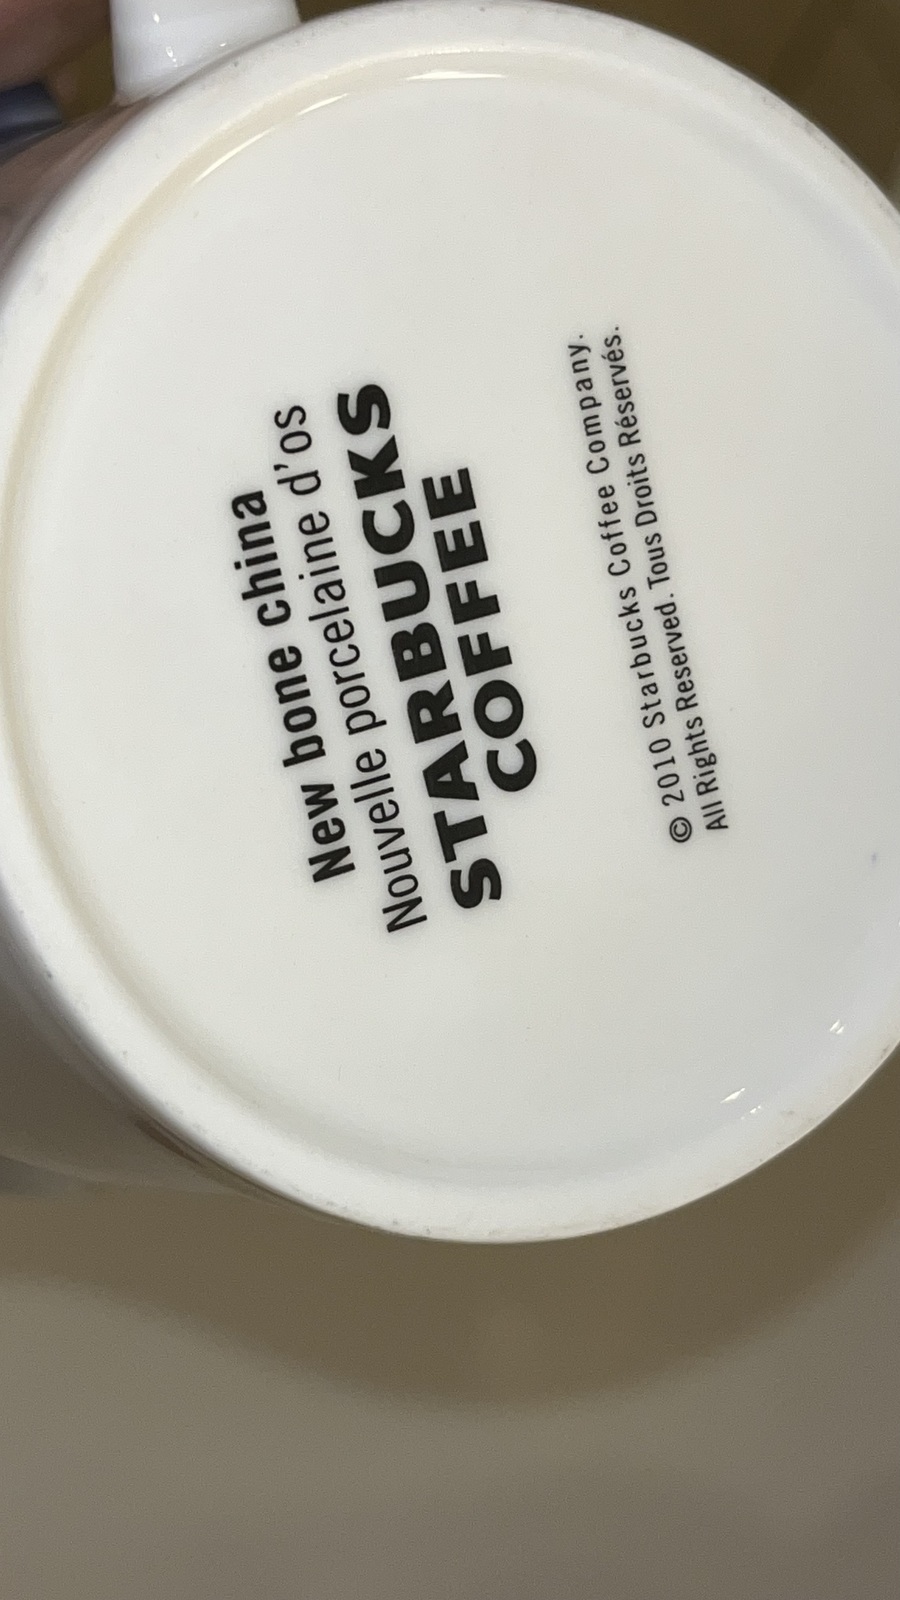 New bone china
Nouvelle porcelaine d'os
STARBUCKS
COFFEE
© 2010 Starbucks Coffee Company.
All Rights Reserved. Tous Droits Réservés.